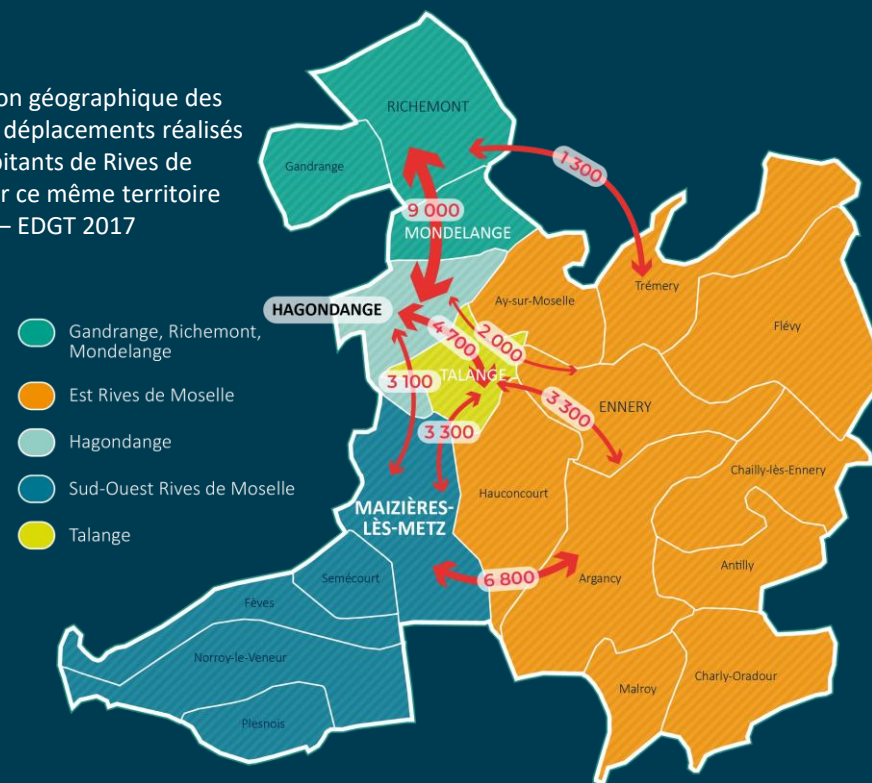 on géographique des
déplacements réalisés
bitants de Rives de
r ce même territoire
– EDGT 2017
Gandrange, Richemont,
Mondelange
Est Rives de Moselle
Hagondange
Sud-Ouest Rives de Moselle
Talange
RICHEMONT
Gandrange
1 300
9 000
MONDELANGE
Trémery
Ay-sur-Moselle
HAGONDANGE
Flévy
4 700
2 000
TALANGE
3 100
ENNERY
3 300
3 300
Chailly-lès-Ennery
Hauconcourt
MAIZIÈRES-
LÈS-METZ
Antilly
Semécourt
6 800
Argancy
Fèves
Norroy-le-Veneur
Charly-Oradour
Malroy
Plesnois